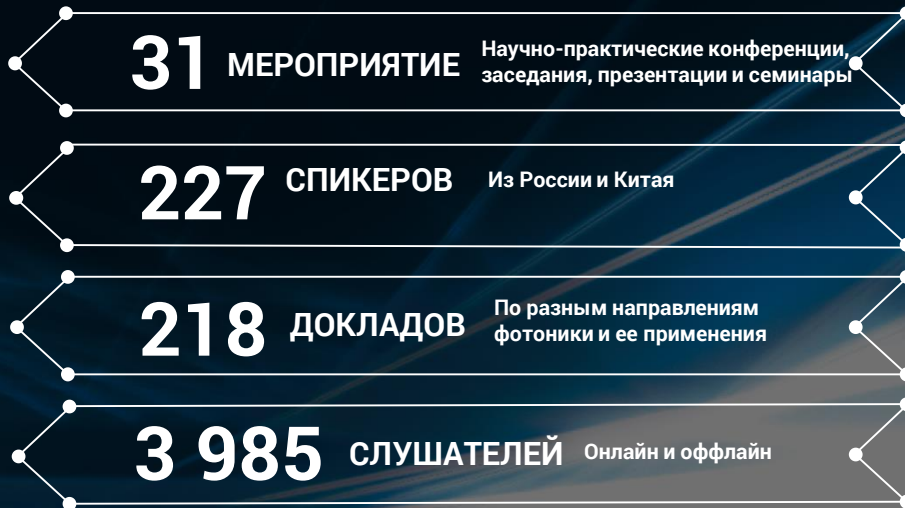 31 МЕРОПРИЯТИЕ
Научно-практические конференции,
заседания, презентации и семинары
227 СПИКЕРОВ
Из России и Китая
218 ДОКЛАДОВ
По разным направлениям
фотоники и ее применения
3 985 СЛУШАТЕЛЕЙ
Онлайн и оффлайн